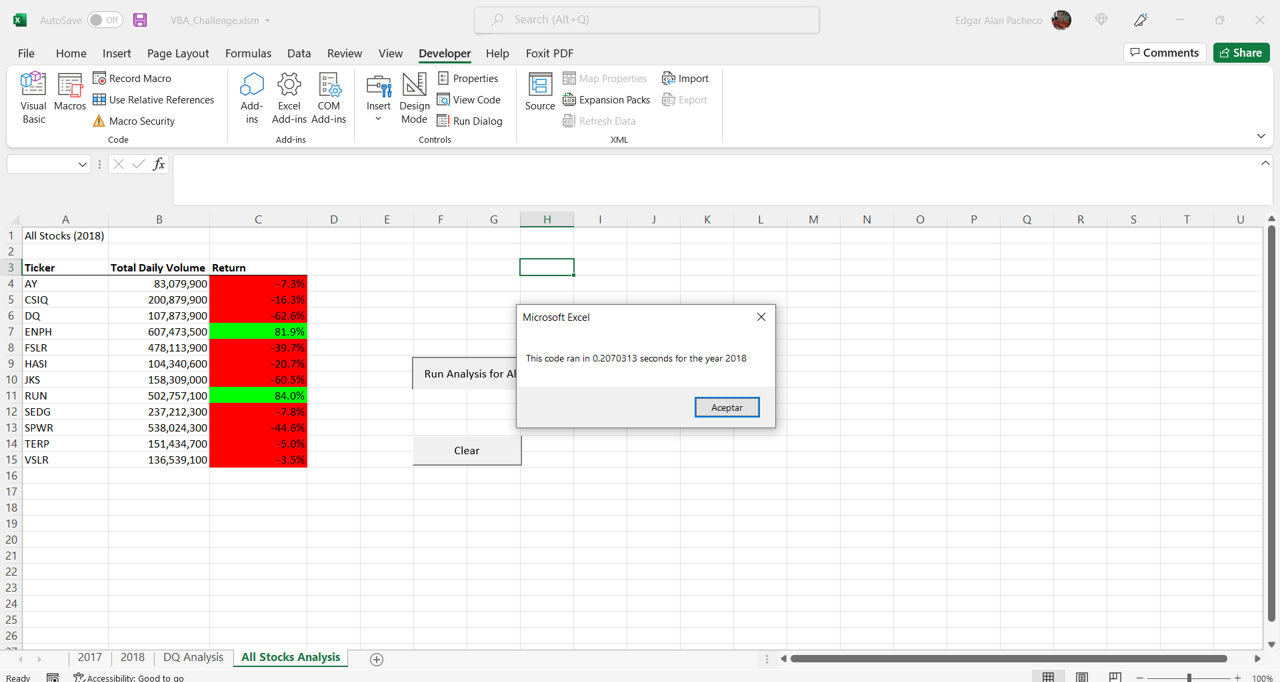 AutoSave Off VBA_Challenge.xlsm Search (Alt+Q) Edgar Alan Pacheco
File Home Insert Page Layout Formulas Data Review View Developer Help Foxit PDF Comments Share
Visual Basic
Macros
Record Macro
Use Relative References
Macro Security
Code
Add-ins
Excel Add-ins
COM Add-ins
Add-ins
Insert
Design Mode
Properties
View Code
Run Dialog
Controls
Source
Map Properties
Expansion Packs
Refresh Data
Import
Export
XML
fx
A B C D E F G H I J K L M N O P Q R S T U
1 All Stocks (2018)
2
3 Ticker Total Daily Volume Return
4 AY 83,079,900 -7.3%
5 CSIQ 200,879,900 -16.3%
6 DQ 107,873,900 -62.6%
7 ENPH 607,473,500 81.9%
8 FSLR 478,113,900 -39.7%
9 HASI 104,340,600 -20.7%
10 JKS 158,309,000 -60.5%
11 RUN 502,757,100 84.0%
12 SEDG 237,212,300 -7.8%
13 SPWR 538,024,300 -44.6%
14 TERP 151,434,700 -5.0%
15 VSLR 136,539,100 -3.5%
16
17
18
19
20
21
22
23
24
25
26
Run Analysis for Al
Clear
Microsoft Excel
This code ran in 0.2070313 seconds for the year 2018
Aceptar
2017 2018 DQ Analysis All Stocks Analysis
Ready Accessibility: Good to go 100%